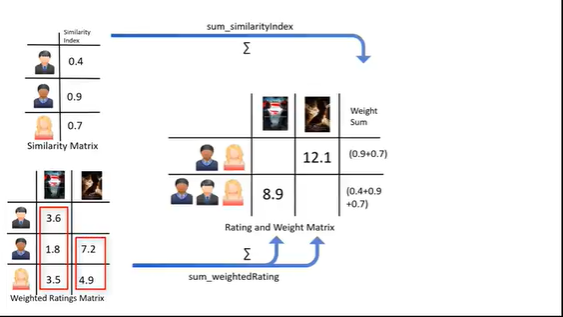 Similarity
Index
0.4
0.9
0.7
Similarity Matrix
sum_similarityIndex
Σ
Weight
Sum
12.1 (0.9+0.7)
8.9 (0.4+0.9
+0.7)
Rating and Weight Matrix
3.6
1.8 7.2
3.5 4.9
Weighted Ratings Matrix
Σ
sum_weightedRating